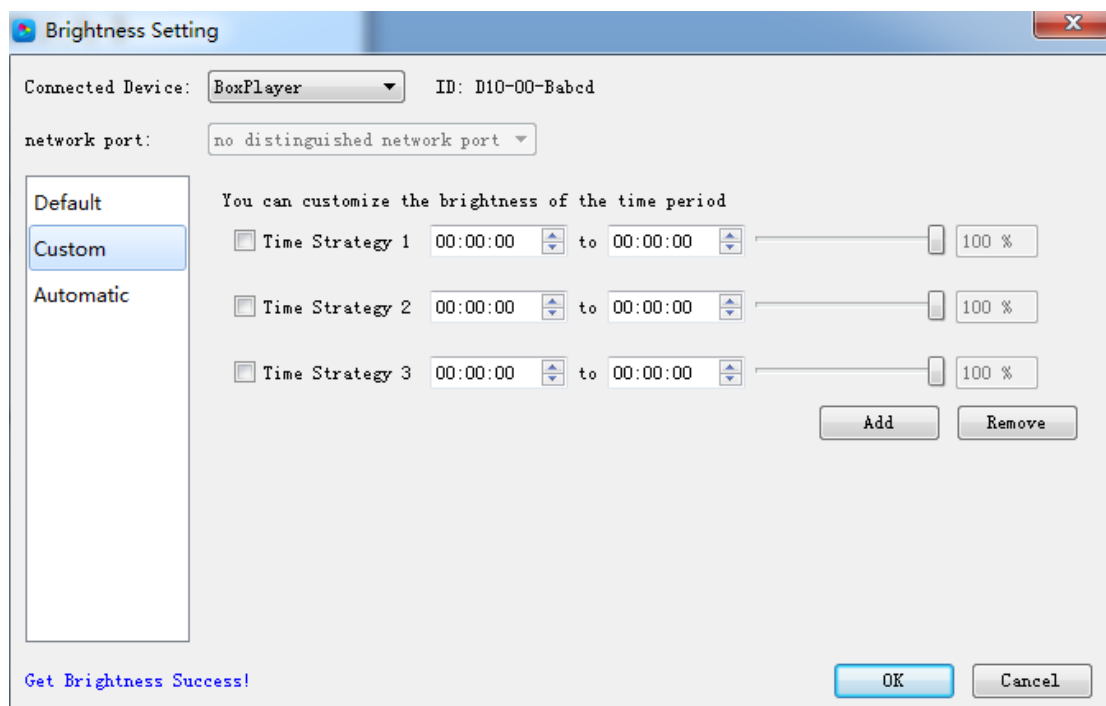 Brightness Setting
Connected Device: BoxPlayer ID: D10-00-Babcd
network port: no distinguished network port
Default
Custom
Automatic
You can customize the brightness of the time period
Time Strategy 1 00:00:00 to 00:00:00 100 %
Time Strategy 2 00:00:00 to 00:00:00 100 %
Time Strategy 3 00:00:00 to 00:00:00 100 %
Add Remove
Get Brightness Success! OK Cancel